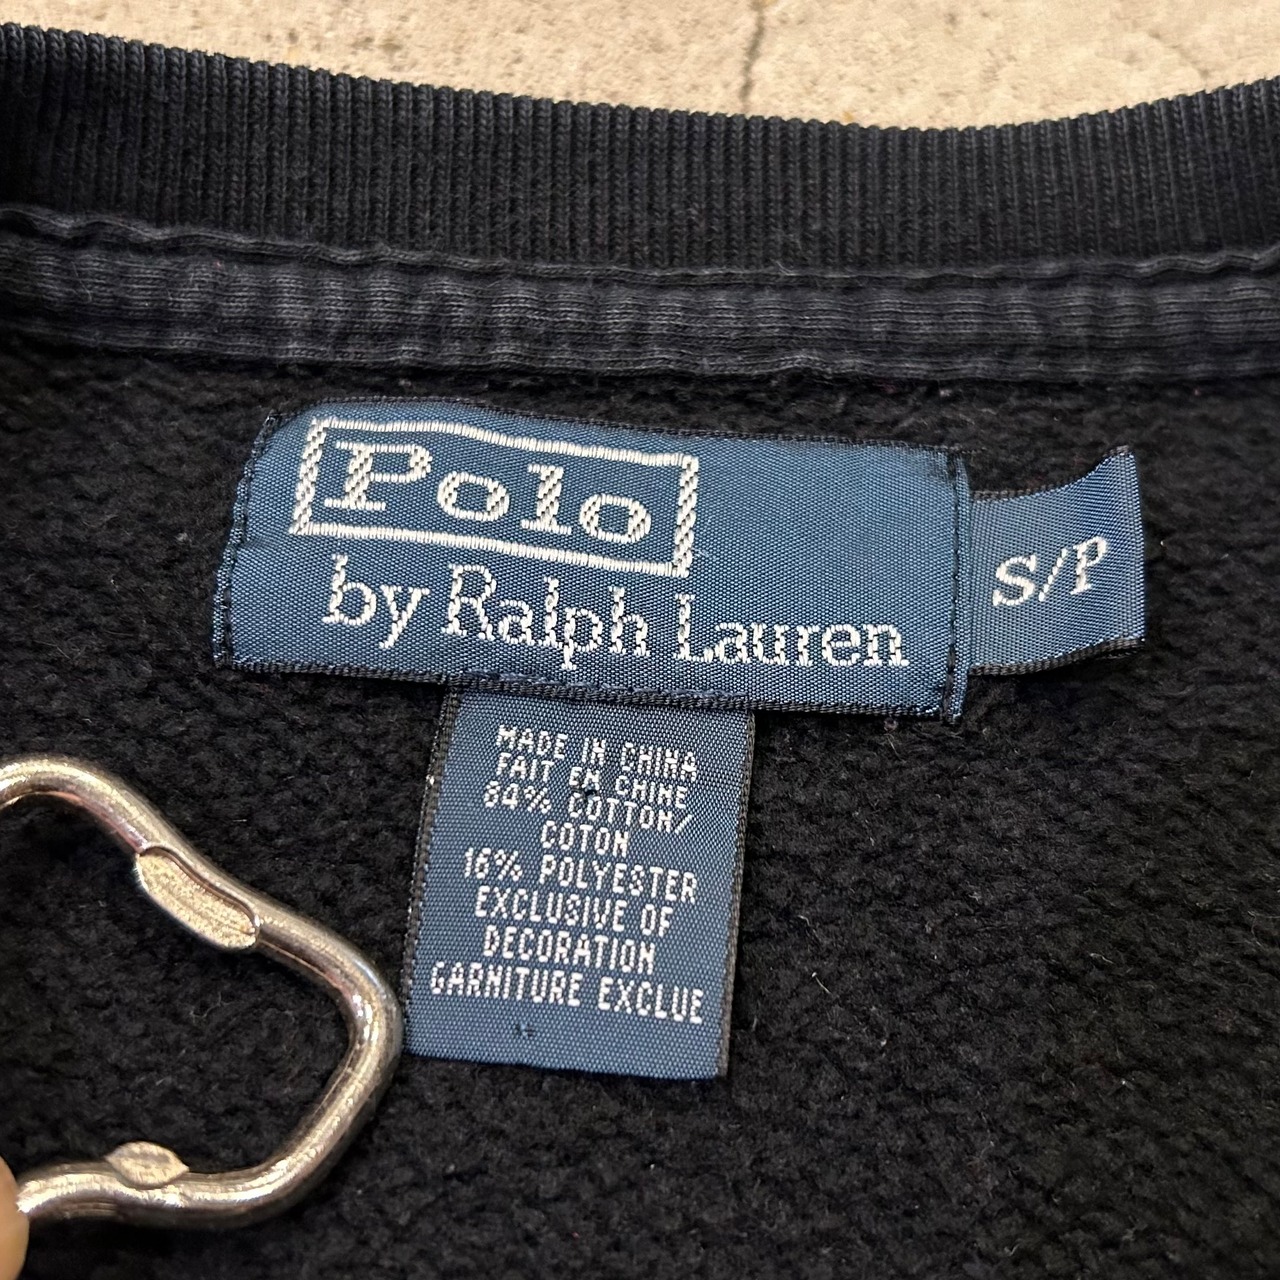 Polo
by Ralph Lauren
S/P
MADE IN CHINA
FAIT EN CHINE
84% COTTON/
COTON
16% POLYESTER
EXCLUSIVE OF
DECORATION
GARNITURE EXCLUE